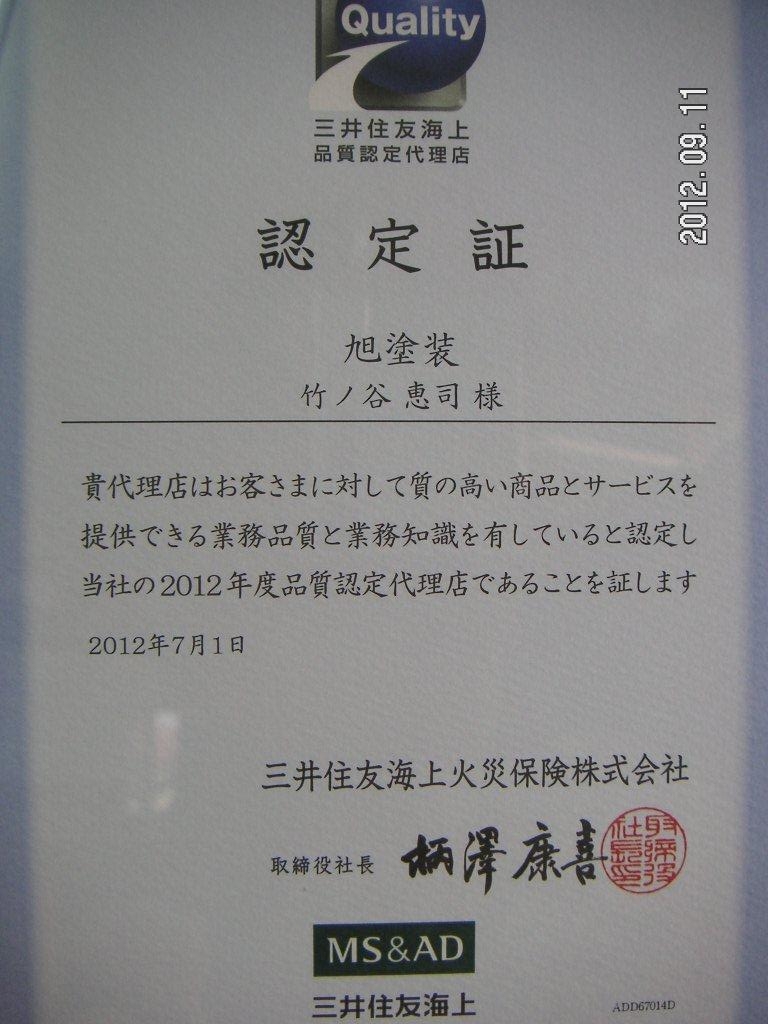 Quality
三井住友海上
品質認定代理店
2012.09.11
認定証
旭塗装
竹ノ谷 恵司 様
貴代理店はお客さまに対して質の高い商品とサービスを
提供できる業務品質と業務知識を有していると認定し
当社の2012年度品質認定代理店であることを証します
2012年7月1日
三井住友海上火災保険株式会社
取締役社長 柄澤康喜
取締役
社長印
MS&AD
三井住友海上
ADD67014D